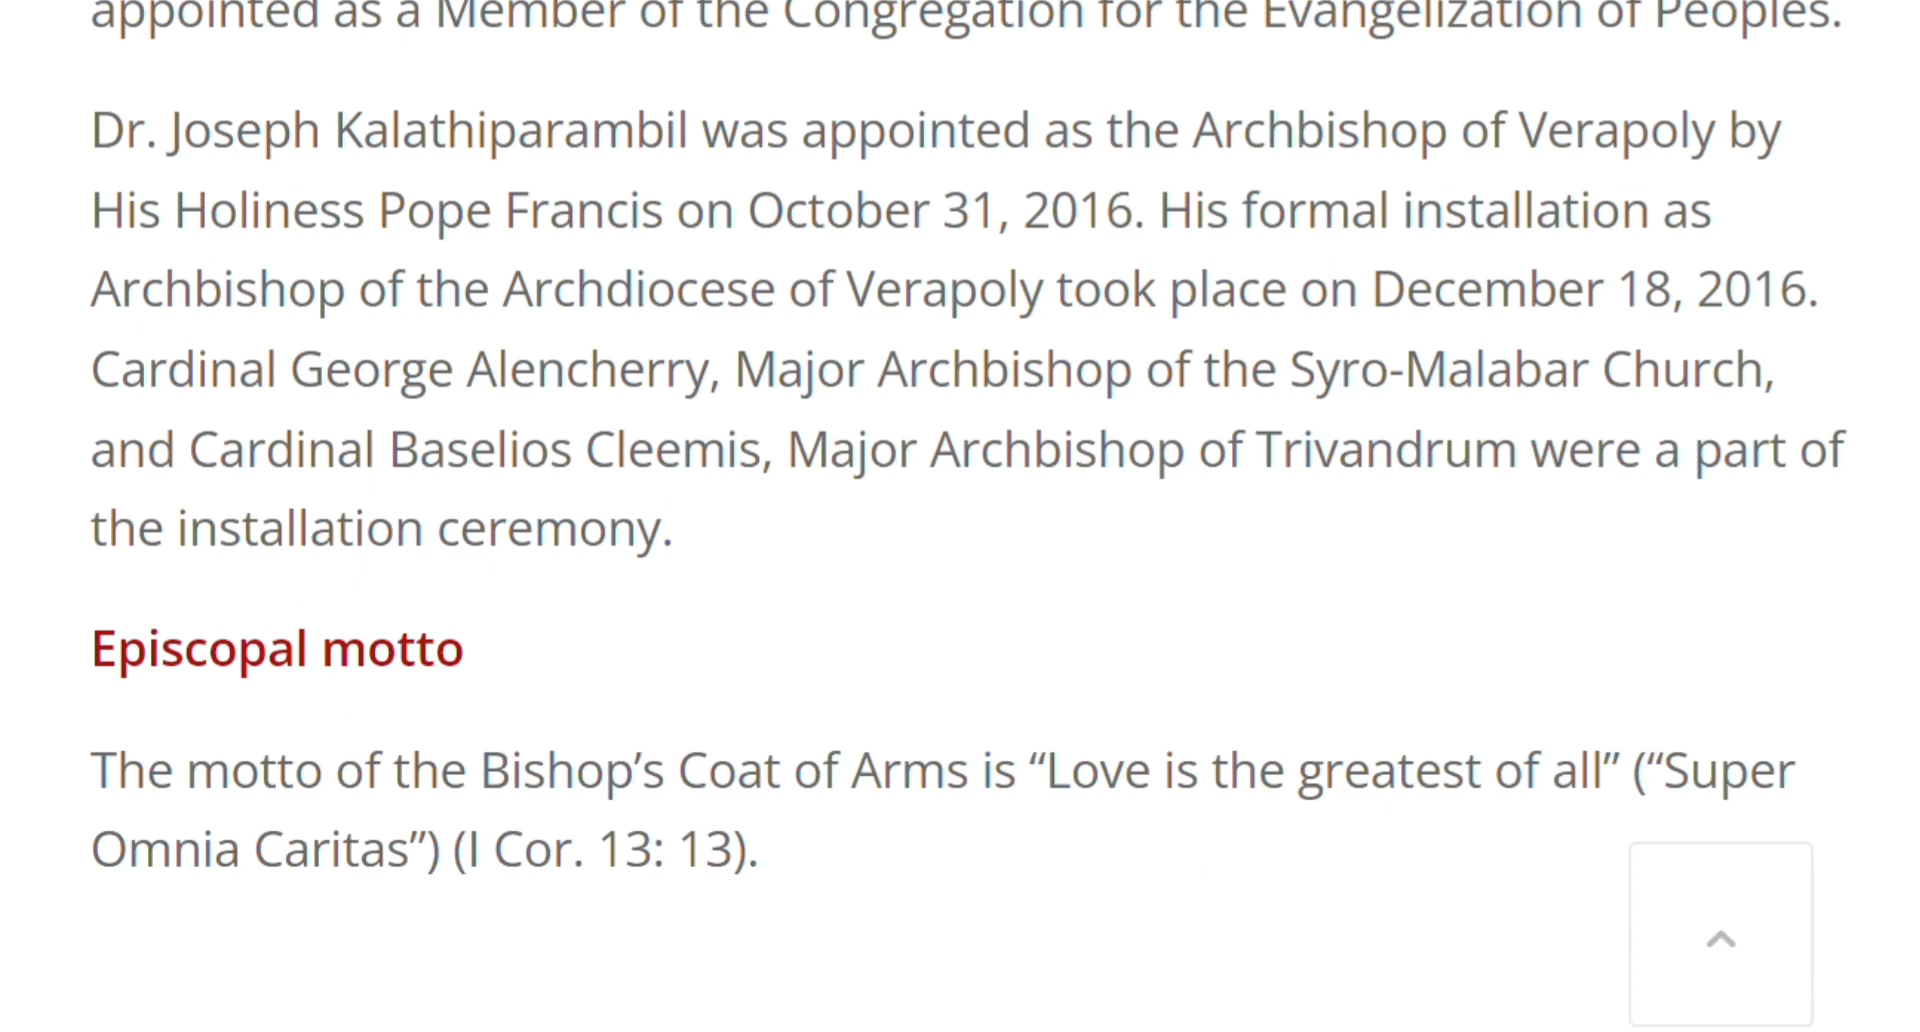 appointed as a Member of the Congregation for the Evangelization of Peoples.
Dr. Joseph Kalathiparambil was appointed as the Archbishop of Verapoly by
His Holiness Pope Francis on October 31, 2016. His formal installation as
Archbishop of the Archdiocese of Verapoly took place on December 18, 2016.
Cardinal George Alencherry, Major Archbishop of the Syro-Malabar Church,
and Cardinal Baselios Cleemis, Major Archbishop of Trivandrum were a part of
the installation ceremony.
Episcopal motto
The motto of the Bishop’s Coat of Arms is “Love is the greatest of all” (“Super
Omnia Caritas”) (I Cor. 13: 13).